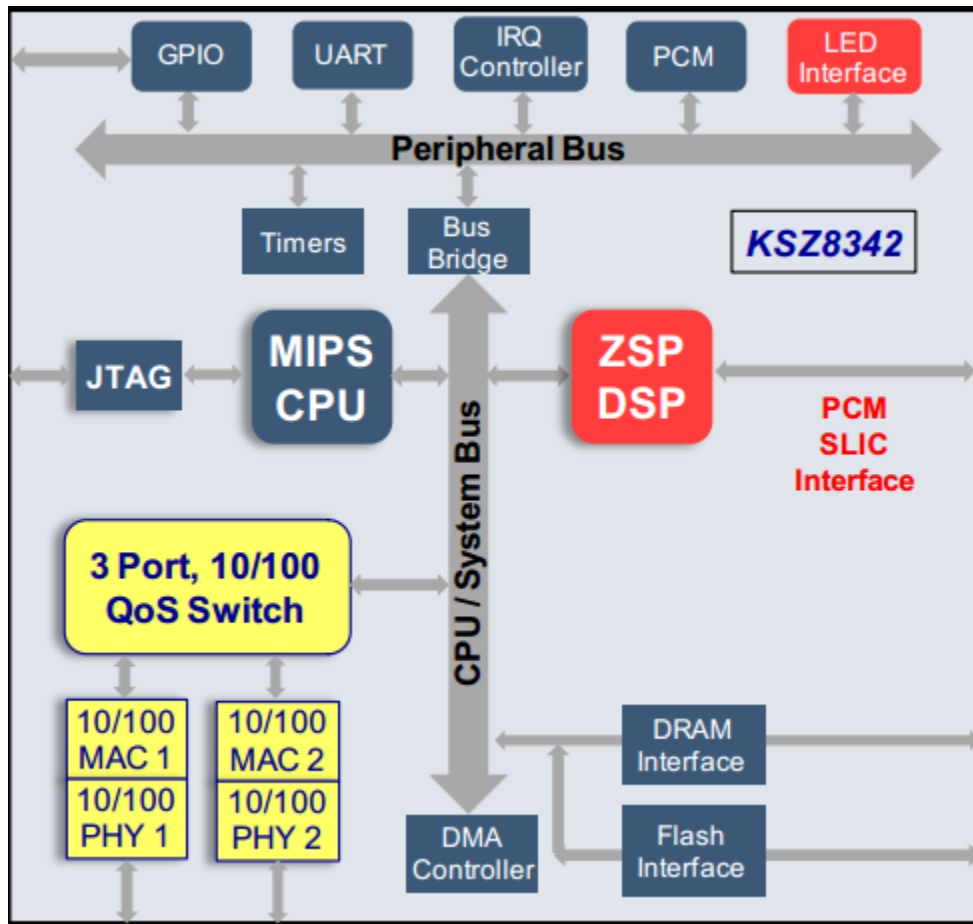 GPIO
UART
IRQ
Controller
PCM
LED
Interface
Peripheral Bus
Timers
Bus
Bridge
KSZ8342
JTAG
MIPS
CPU
ZSP
DSP
PCM
SLIC
Interface
CPU / System Bus
3 Port, 10/100
QoS Switch
10/100
MAC 1
10/100
PHY 1
10/100
MAC 2
10/100
PHY 2
DRAM
Interface
DMA
Controller
Flash
Interface